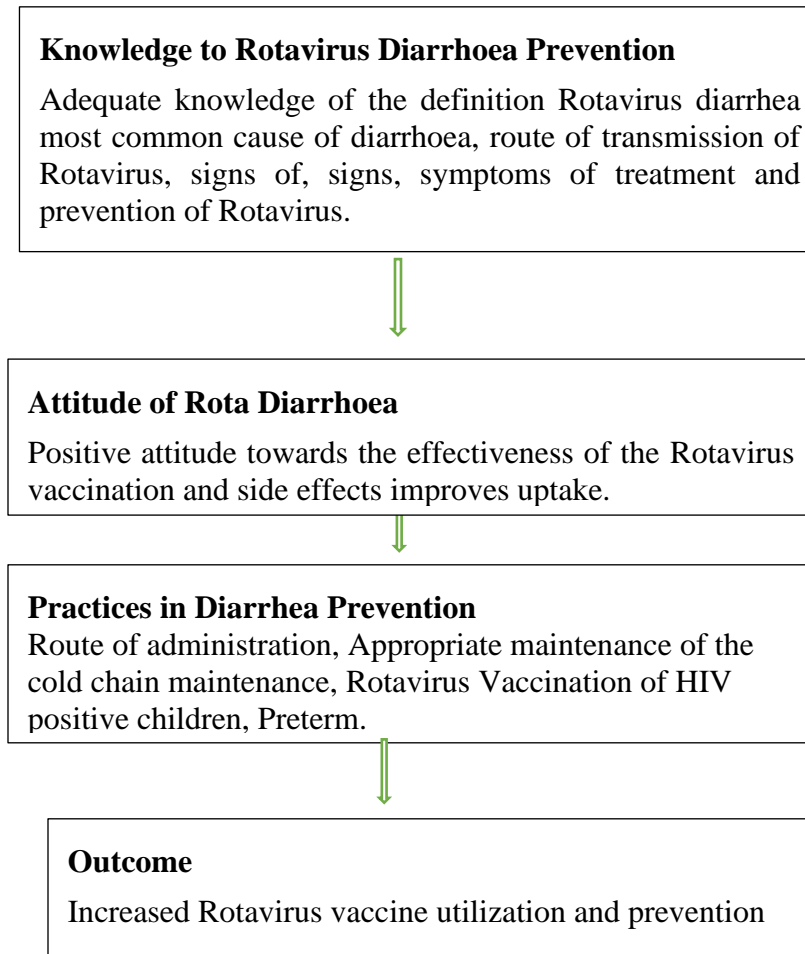 Knowledge to Rotavirus Diarrhoea Prevention
Adequate knowledge of the definition Rotavirus diarrhea
most common cause of diarrhoea, route of transmission of
Rotavirus, signs of, signs, symptoms of treatment and
prevention of Rotavirus.
Attitude of Rota Diarrhoea
Positive attitude towards the effectiveness of the Rotavirus
vaccination and side effects improves uptake.
Practices in Diarrhea Prevention
Route of administration, Appropriate maintenance of the
cold chain maintenance, Rotavirus Vaccination of HIV
positive children, Preterm.
Outcome
Increased Rotavirus vaccine utilization and prevention